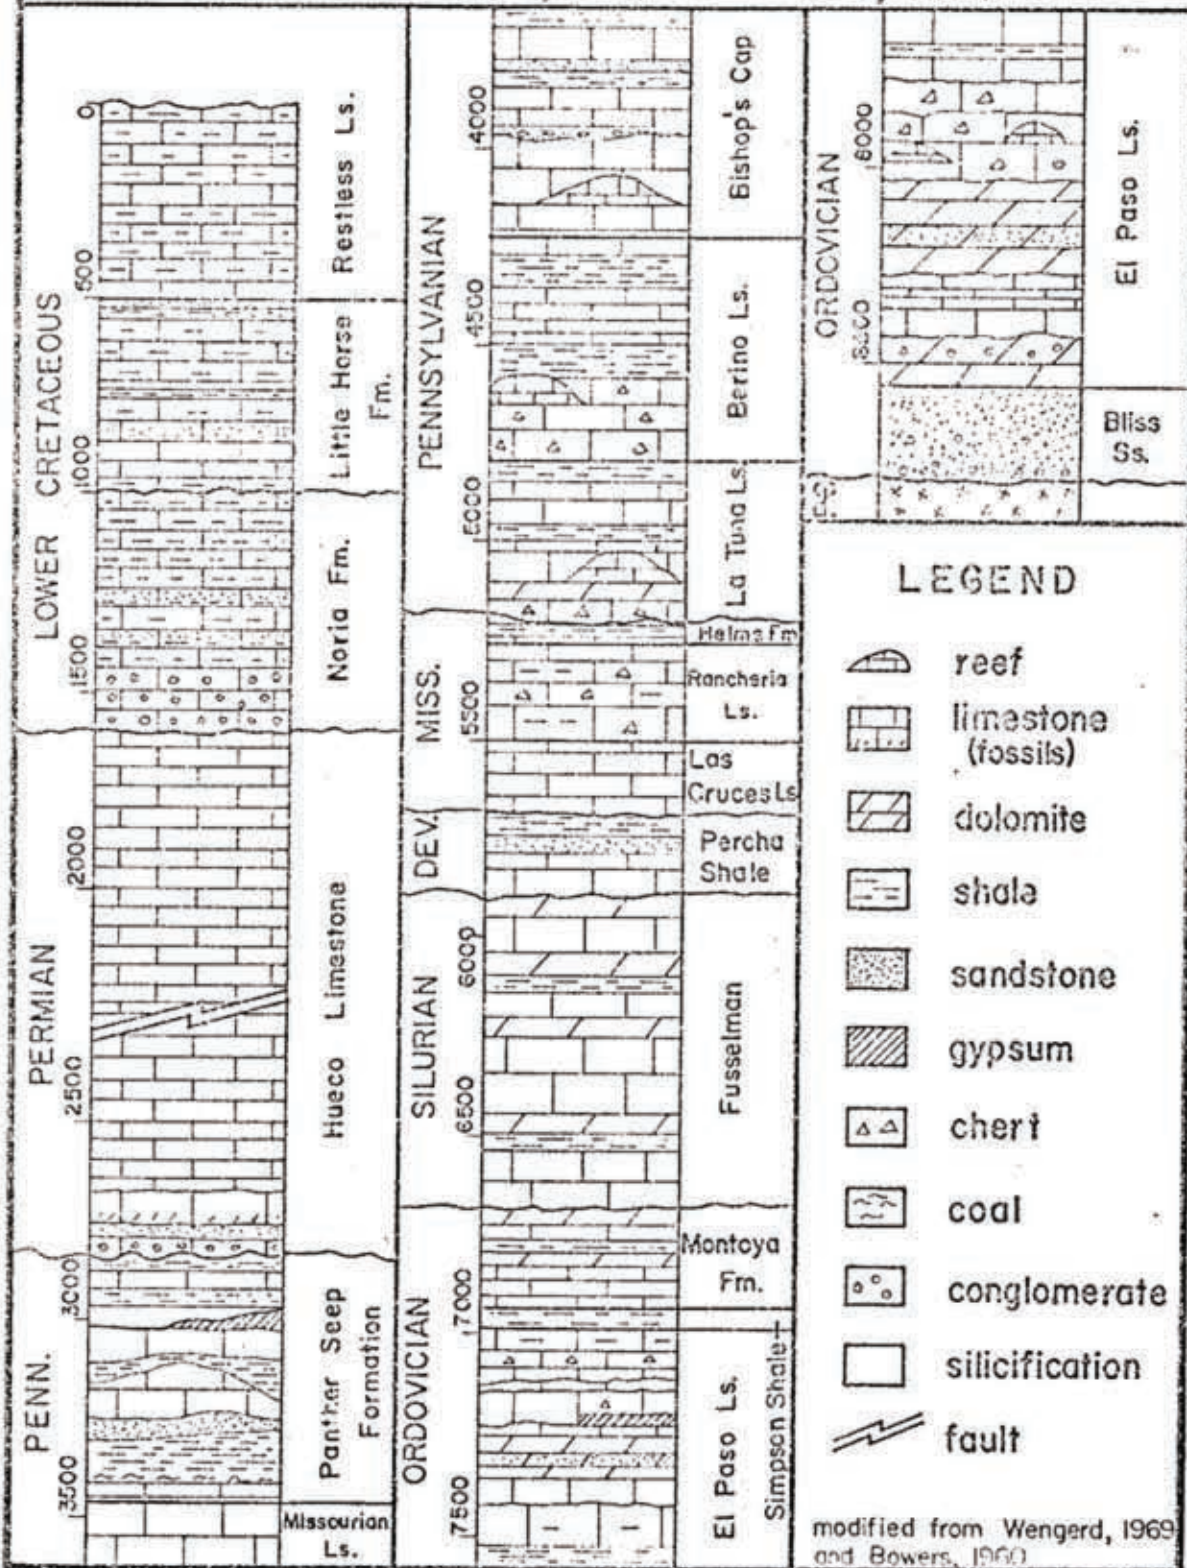 LOWER CRETACEOUS
PERMIAN
PENN.
0
500
1000
1500
2000
2500
3000
3500
Restless Ls.
Little Horse
Fm.
Noria Fm.
Hueco Limestone
Panther Seep
Formation
Missourian
Ls.
PENNSYLVANIAN
MISS.
DEV.
SILURIAN
ORDOVICIAN
4000
4500
5000
5500
6000
6500
7000
7500
Bishop's Cap
Berino Ls.
La Tuna Ls.
Helms Fm
Rancheria
Ls.
Las
Cruces Ls
Percha
Shale
Fusselman
Montoya
Fm.
El Paso Ls.
Simpson Shale
ORDOVICIAN
8000
El Paso Ls.
Bliss
Ss.
LEGEND
reef
limestone
(fossils)
dolomite
shale
sandstone
gypsum
chert
coal
conglomerate
silicification
fault
modified from Wengerd, 1969
and Bowers, 1960